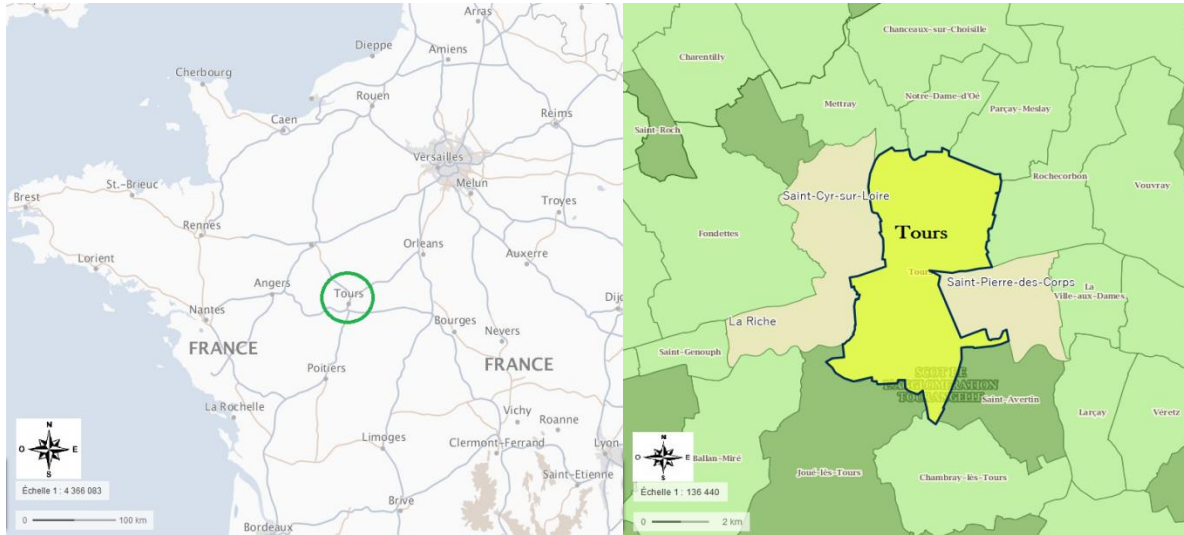 Arras
Dieppe
Amiens
Cherbourg
Rouen
Reims
Caen
Versailles
Melun
St.-Brieuc
Brest
Troyes
Rennes
Orleans
Lorient
Auxerre
Angers
Tours
Dijo
Nantes
Bourges
Nevers
FRANCE
FRANCE
Poitiers
La Rochelle
Vichy
Roanne
Limoges
Clermont-Ferrand
Lyon
Saint-Etienne
Brive
Bordeaux
N
O
E
S
Échelle 1 : 4 366 083
0
100 km
Chanceaux-sur-Choisille
Charentilly
Notre-Dame-d'Oé
Mettray
Parçay-Meslay
Saint-Roch
Rochecorbon
Vouvray
Saint-Cyr-sur-Loire
Fondettes
Tours
Tours
Saint-Pierre-des-Corps
La
Ville-aux-Dames
La Riche
Saint-Genouph
SCOT DE
L'AGGLOMERATION
TOURANGELLE
Saint-Avertin
Larçay
Véretz
Ballan-Miré
Joué-lès-Tours
Chambray-lès-Tours
N
O
E
S
Échelle 1 : 136 440
0
2 km